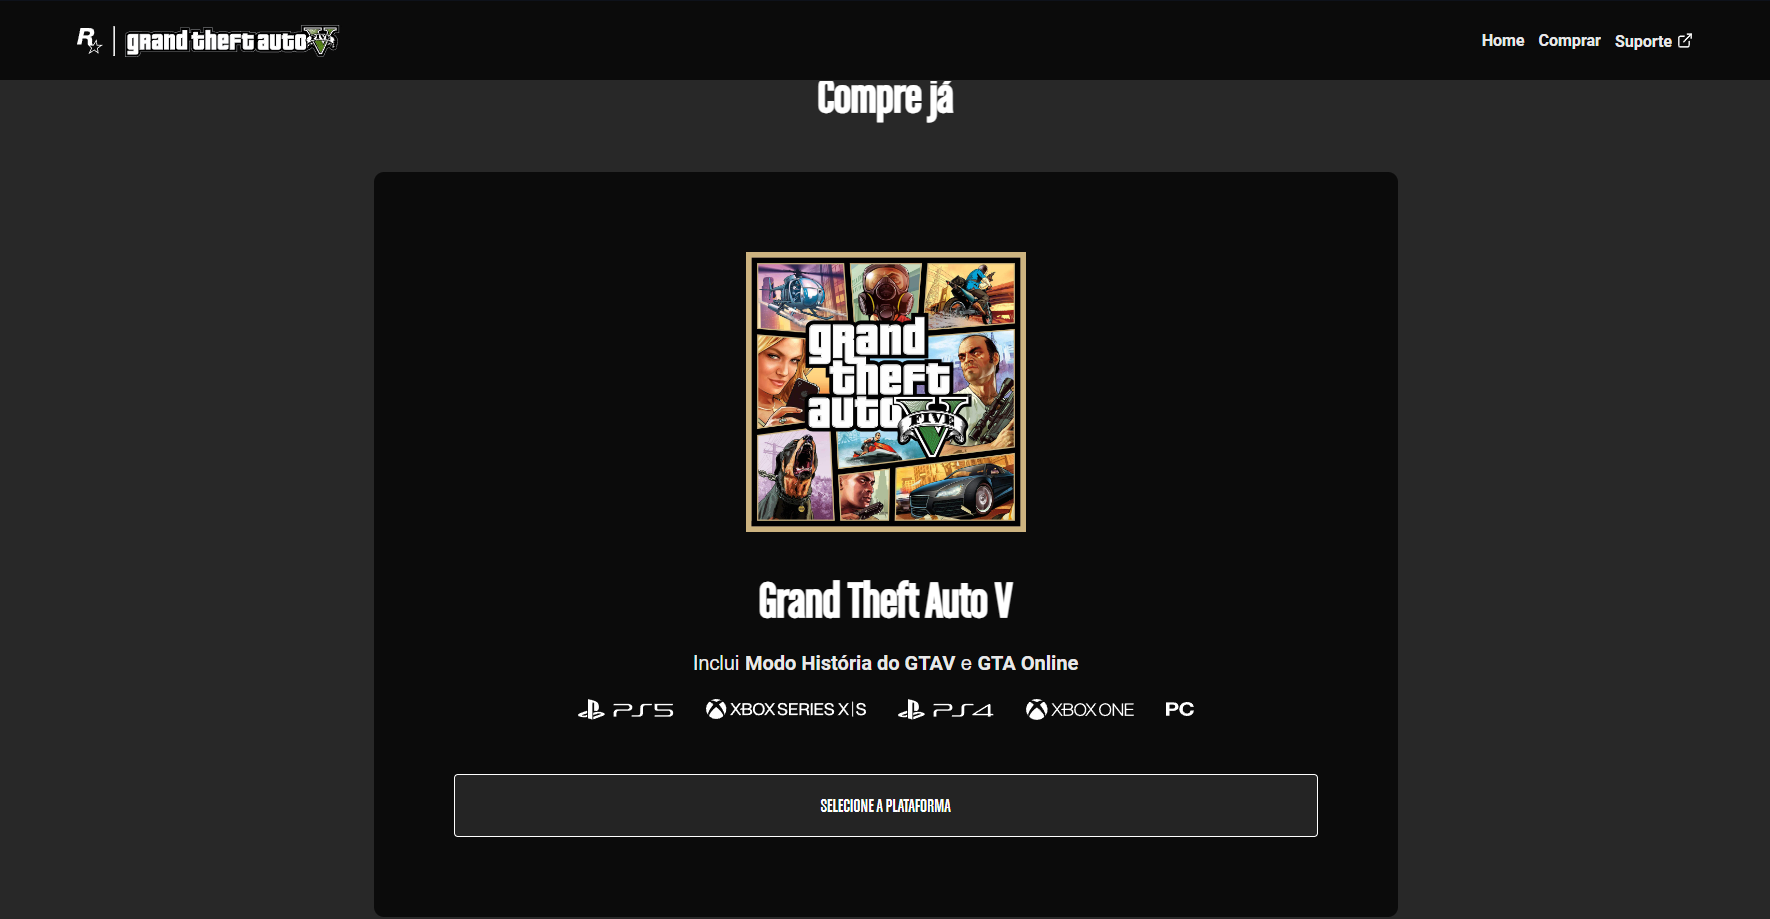 R
grand theft auto V FIVE
Home Comprar Suporte
Compre já
grand
theft
auto V
FIVE
Grand Theft Auto V
Inclui Modo História do GTAV e GTA Online
PS5 XBOX SERIES X|S PS4 XBOX ONE PC
SELECIONE A PLATAFORMA